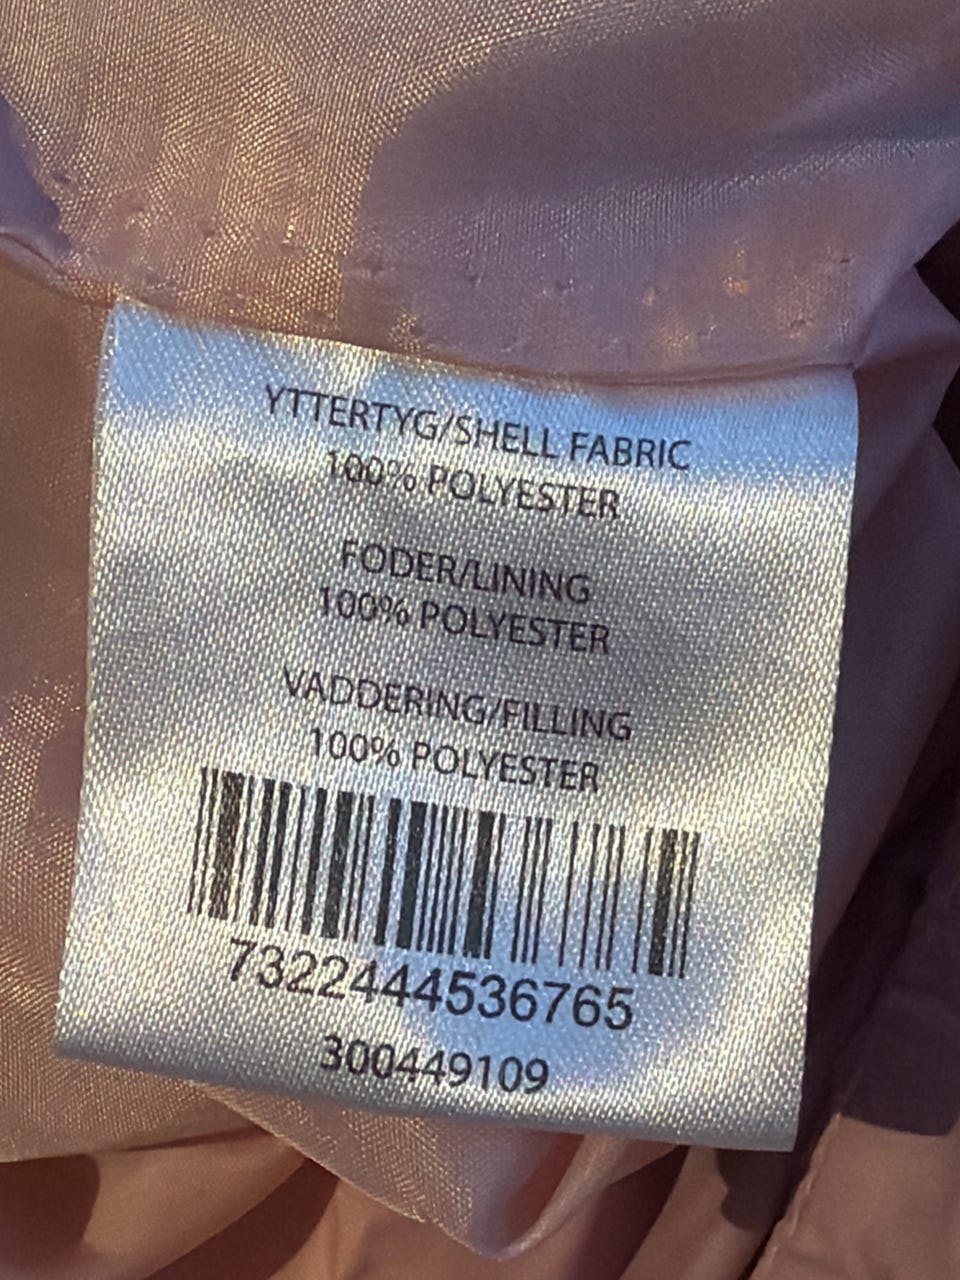 YTTERTYG/SHELL FABRIC
100% POLYESTER
FODER/LINING
100% POLYESTER
VADDERING/FILLING
100% POLYESTER
7322444536765
300449109